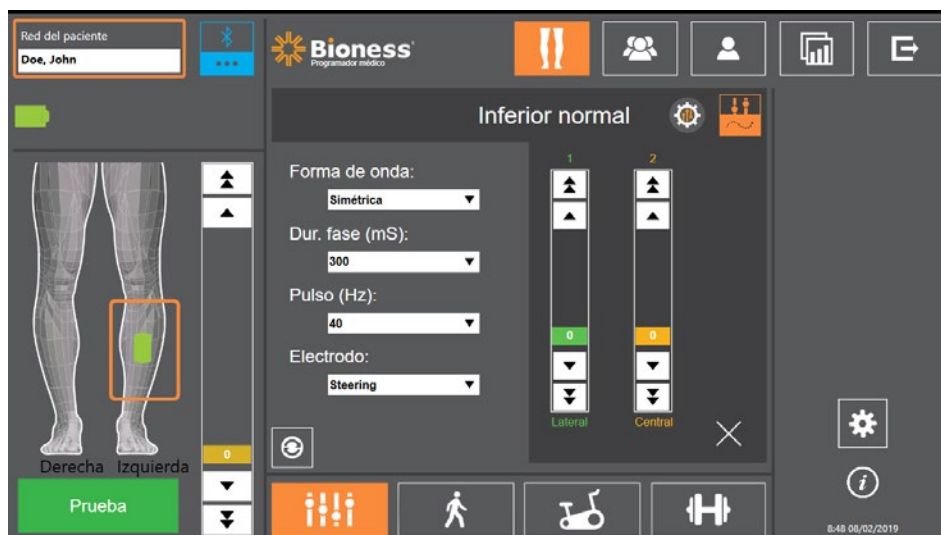 Red del paciente
Doe, John
Bioness
Programador médico
Inferior normal
Forma de onda:
Simétrica
Dur. fase (mS):
300
Pulso (Hz):
40
Electrodo:
Steering
1
2
0
0
Lateral
Central
Derecha
Izquierda
0
Prueba
8:48 08/02/2019